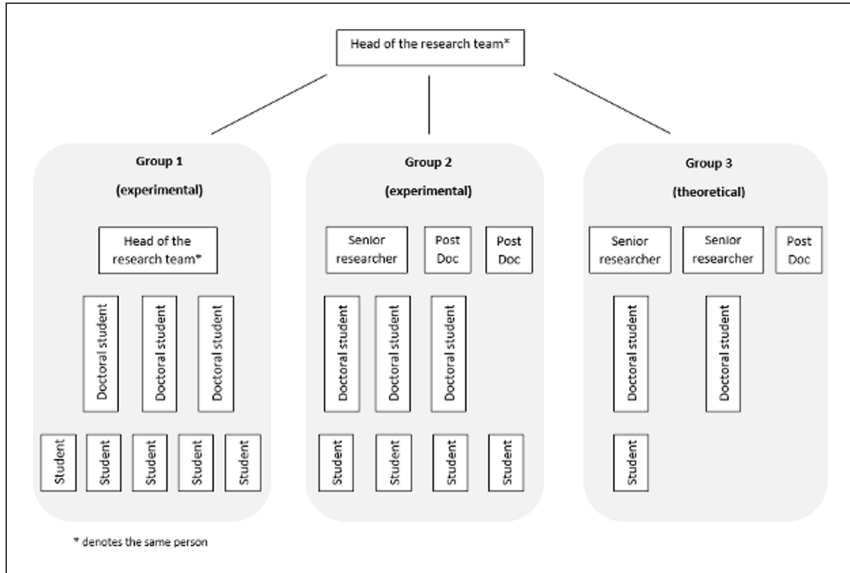 Head of the research team*
Group 1
(experimental)
Head of the
research team*
Doctoral student
Doctoral student
Doctoral student
Student
Student
Student
Student
Student
Group 2
(experimental)
Senior
researcher
Post
Doc
Post
Doc
Doctoral student
Doctoral student
Doctoral student
Student
Student
Student
Student
Group 3
(theoretical)
Senior
researcher
Senior
researcher
Post
Doc
Doctoral student
Doctoral student
Student
* denotes the same person